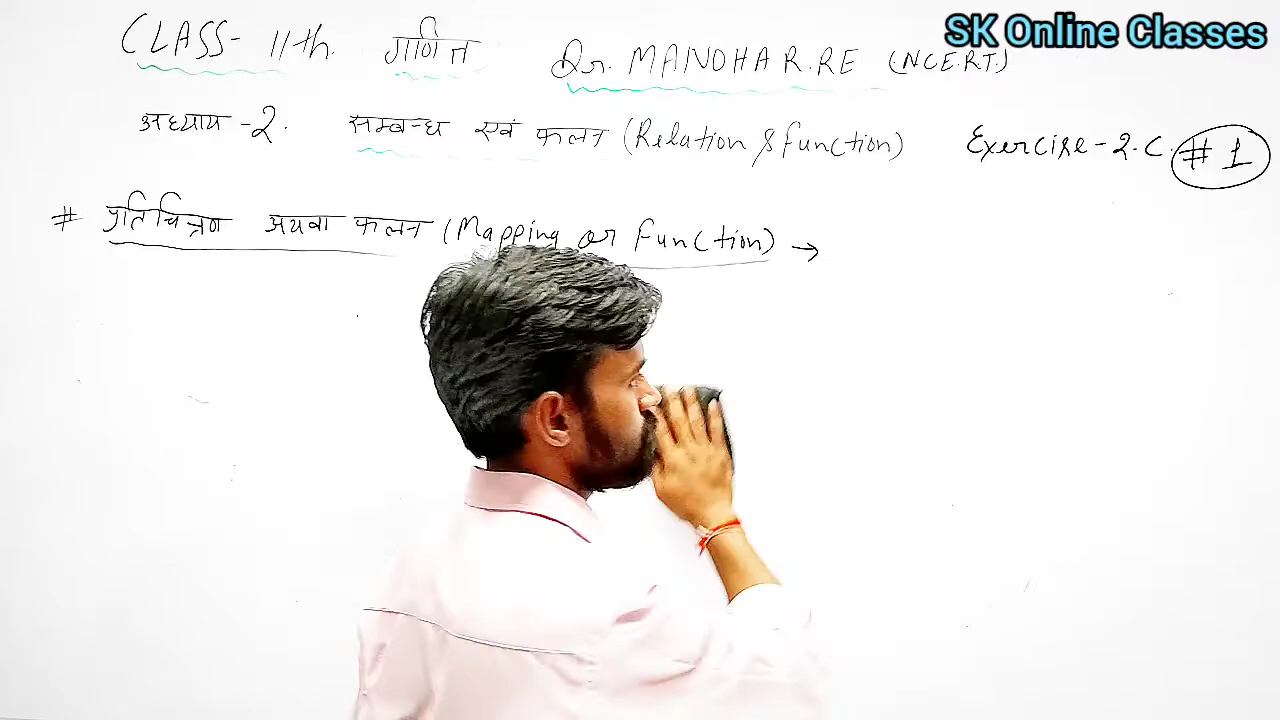 SK Online Classes
CLASS- 11th. गणित Dr. MANOHAR.RE (N.C.E.R.T.)
अध्याय -2. सम्बन्ध एवं फलन (Relation & function) Exercise-2.C. #1
# प्रतिचित्रण अथवा फलन (Mapping or function) →